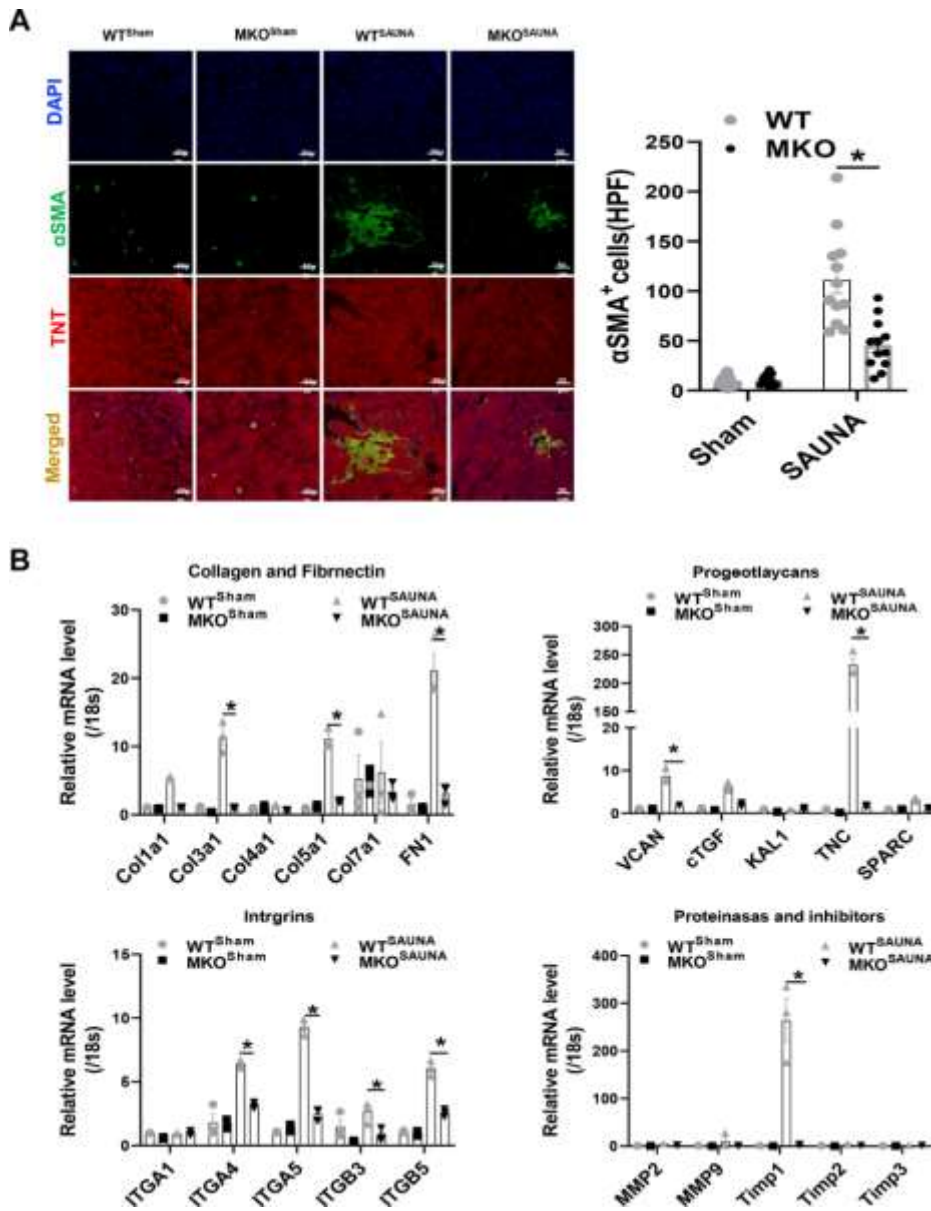 A
WT^Sham MKO^Sham WT^SAUNA MKO^SAUNA
DAPI
αSMA
TNT
Merged
WT
MKO
*
αSMA⁺cells(HPF)
250
200
150
100
50
0
Sham SAUNA
B
Collagen and Fibrnectin
WT^Sham WT^SAUNA
MKO^Sham MKO^SAUNA
Relative mRNA level
(/18s)
30
20
10
0
* * *
Col1a1 Col3a1 Col4a1 Col5a1 Col7a1 FN1
Progeotlaycans
WT^Sham WT^SAUNA
MKO^Sham MKO^SAUNA
Relative mRNA level
(/18s)
300
250
200
150
100
50
20
10
0
* *
VCAN cTGF KAL1 TNC SPARC
Intrgrins
WT^Sham WT^SAUNA
MKO^Sham MKO^SAUNA
Relative mRNA level
(/18s)
15
10
5
0
* * * *
ITGA1 ITGA4 ITGA5 ITGB3 ITGB5
Proteinasas and inhibitors
WT^Sham WT^SAUNA
MKO^Sham MKO^SAUNA
Relative mRNA level
(/18s)
400
300
200
100
0
*
MMP2 MMP9 Timp1 Timp2 Timp3